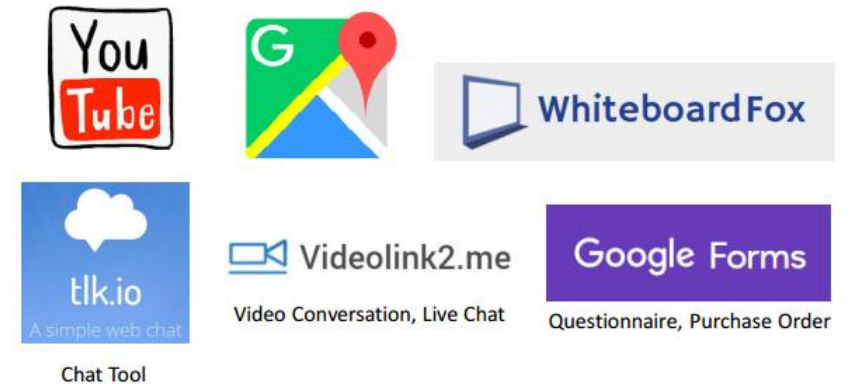 You
Tube
G
Whiteboard Fox
tlk.io
A simple web chat
Chat Tool
Videolink2.me
Video Conversation, Live Chat
Google Forms
Questionnaire, Purchase Order